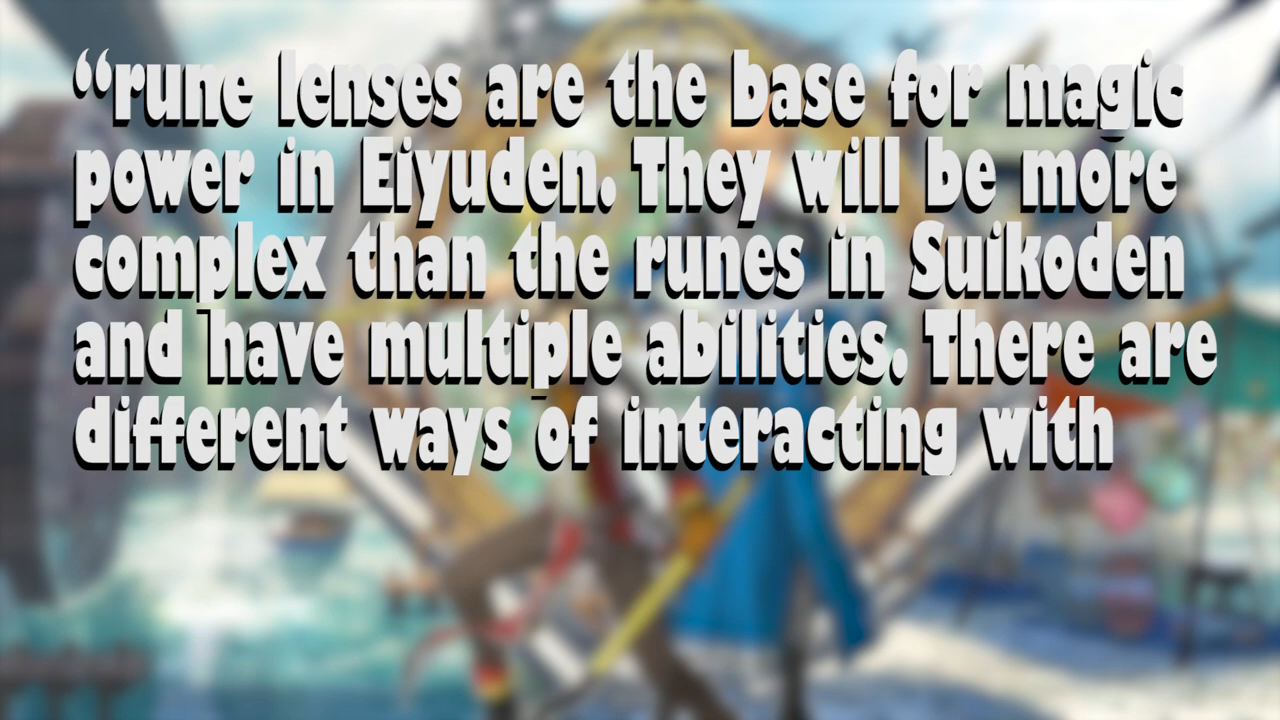 “rune lenses are the base for magic
power in Eiyuden. They will be more
complex than the runes in Suikoden
and have multiple abilities. There are
different ways of interacting with